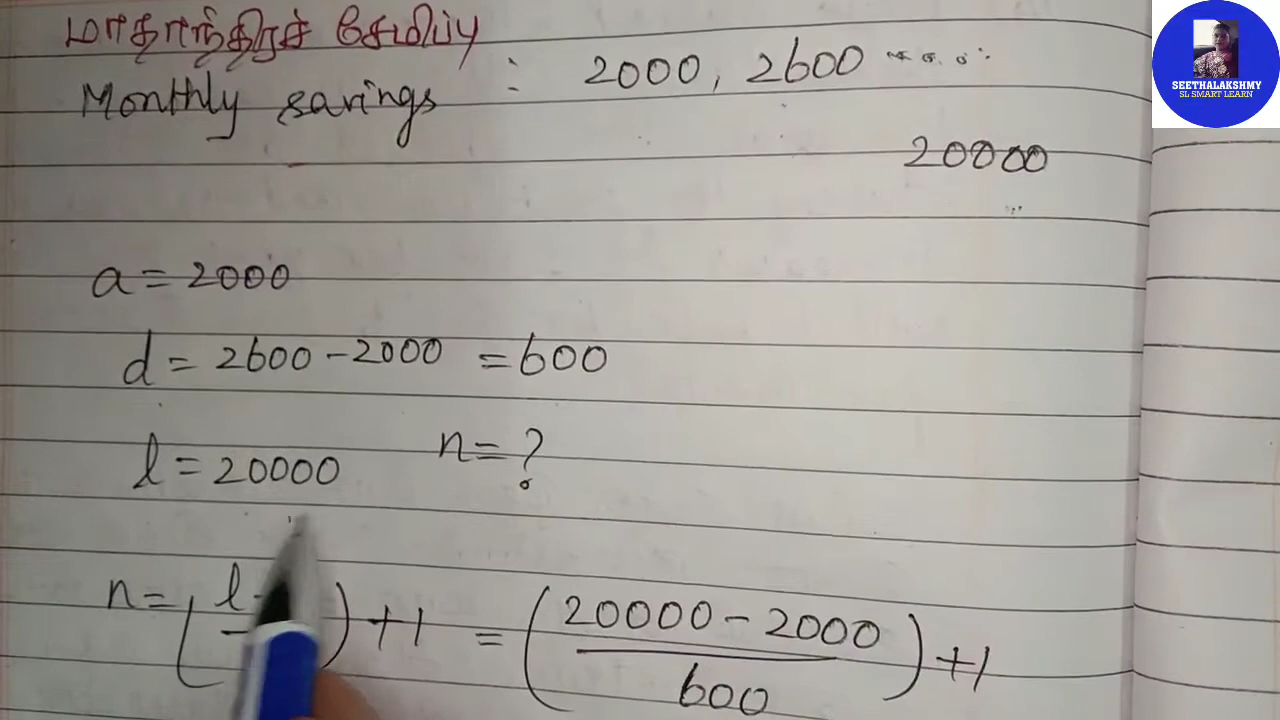 மாதாந்திரச் சேமிப்பு
Monthly savings : 2000, 2600 ....
20000
a = 2000
d = 2600 - 2000 = 600
l = 20000 n = ?
n = ( l- ) + 1 = ( 20000 - 2000 / 600 ) + 1
SEETHALAKSHMY
SL SMART LEARN